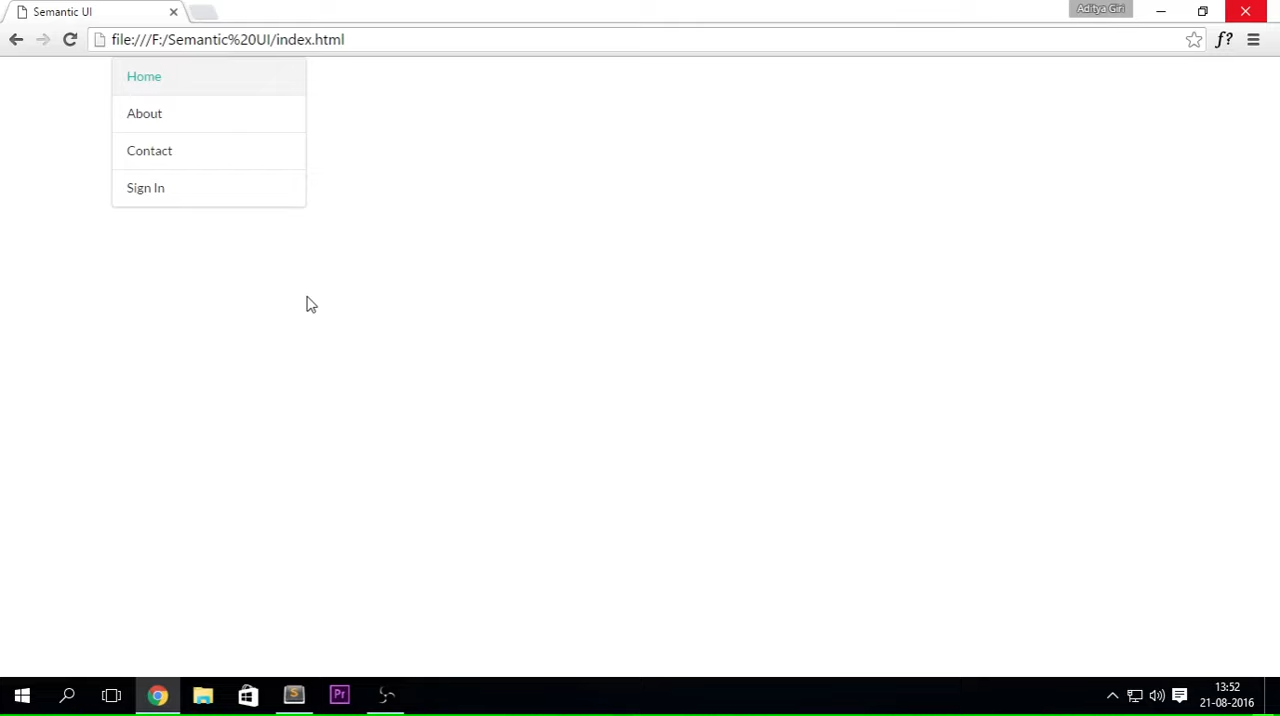 Semantic UI
Aditya Giri
file:///F:/Semantic%20UI/index.html
f?
Home
About
Contact
Sign In
S
Pr
13:52
21-08-2016